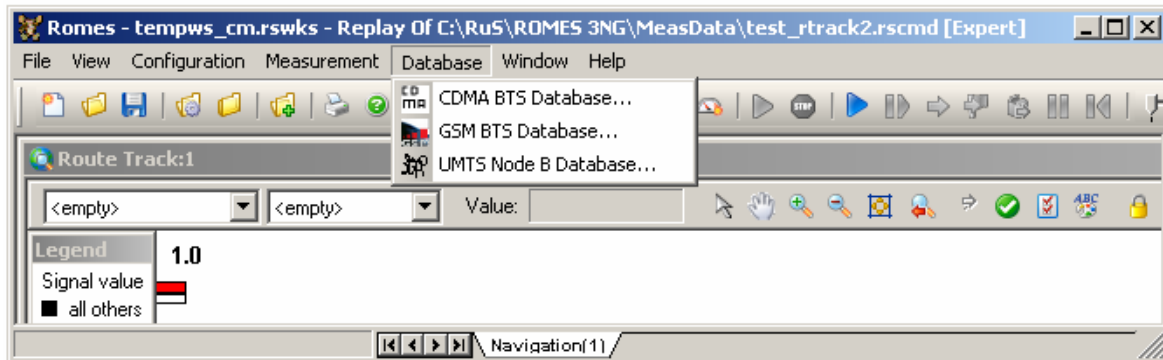 Romes - tempws_cm.rswks - Replay Of C:\RuS\ROMES 3NG\MeasData\test_rtrack2.rscmd [Expert]
File View Configuration Measurement Database Window Help
CDMA BTS Database...
GSM BTS Database...
UMTS Node B Database...
STOP
Route Track:1
<empty> <empty> Value:
ABC
Legend
1.0
Signal value
all others
Navigation(1)